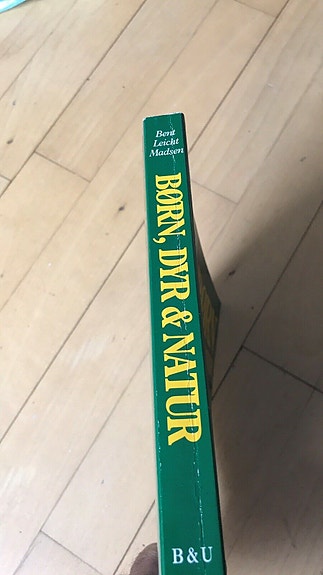 Bent
Leicht
Madsen
BØRN, DYR & NATUR
B & U